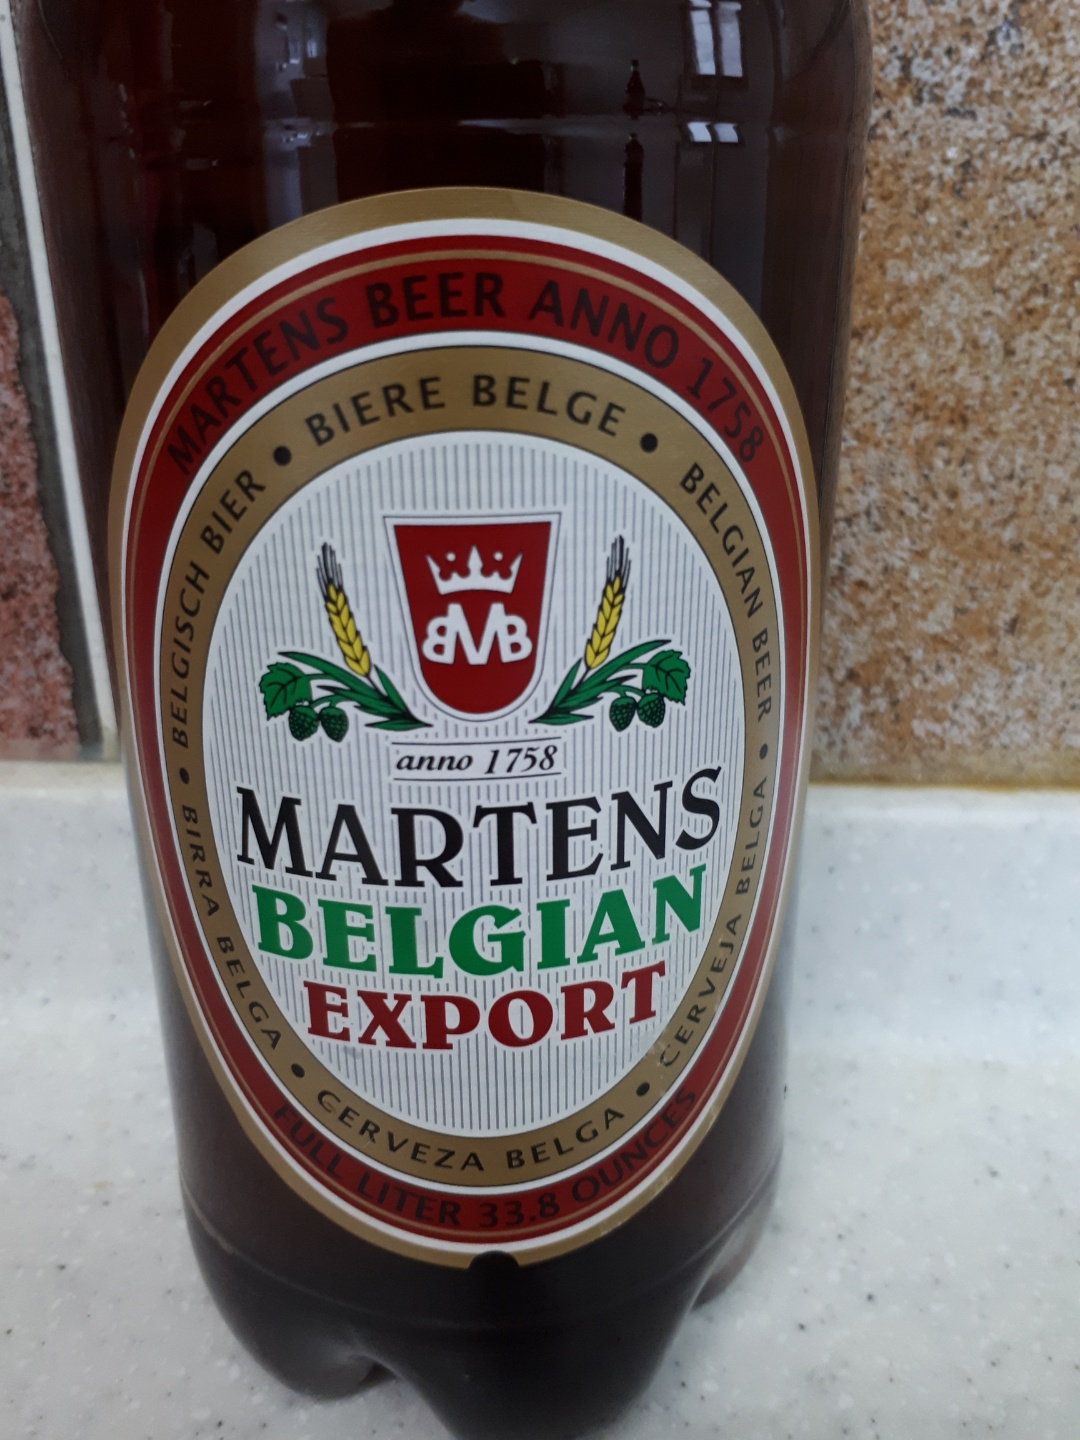 MARTENS BEER ANNO 1758
BELGISCH BIER • BIERE BELGE • BELGIAN BEER • CERVEJA BELGA • CERVEZA BELGA • BIRRA BELGA •
BMB
anno 1758
MARTENS
BELGIAN
EXPORT
FULL LITER 33.8 OUNCES